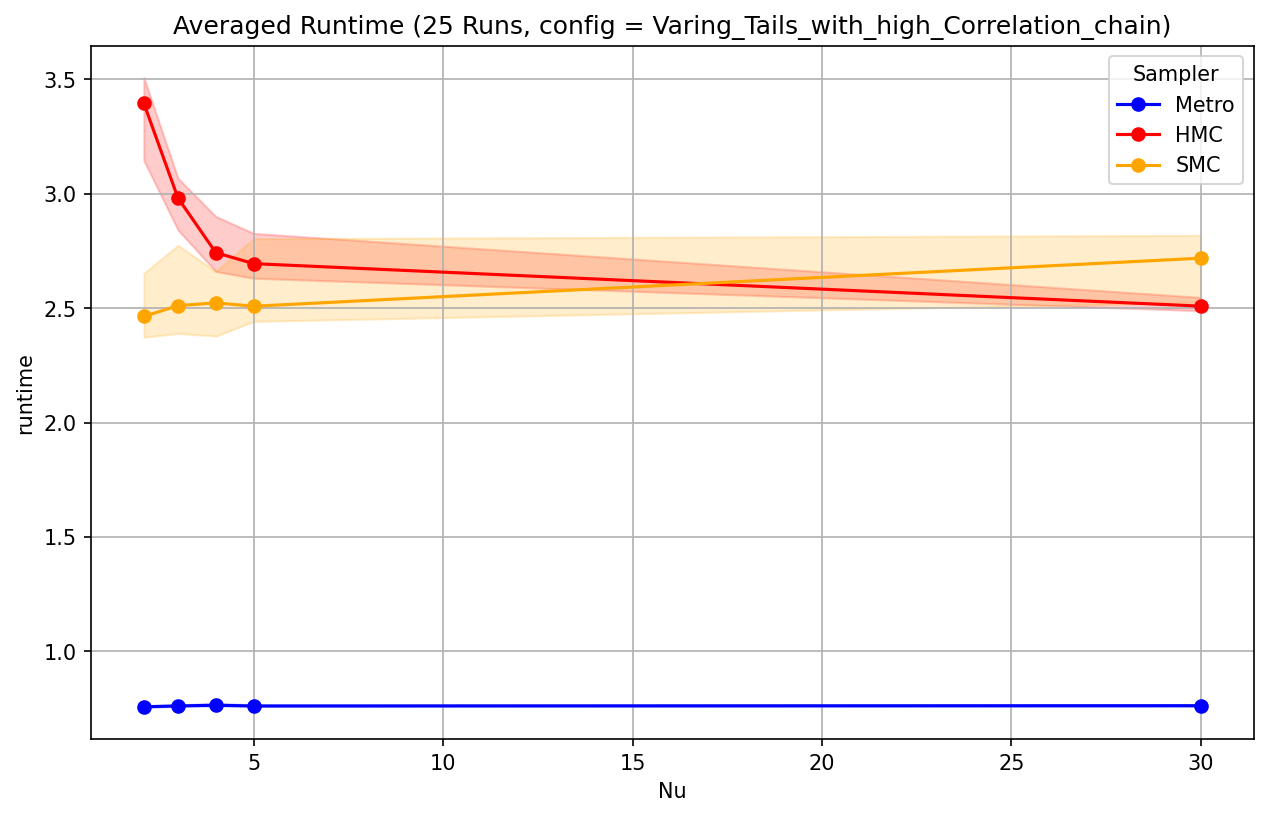 Averaged Runtime (25 Runs, config = Varing_Tails_with_high_Correlation_chain)
Sampler
Metro
HMC
SMC
3.5
3.0
2.5
2.0
1.5
1.0
runtime
5
10
15
20
25
30
Nu